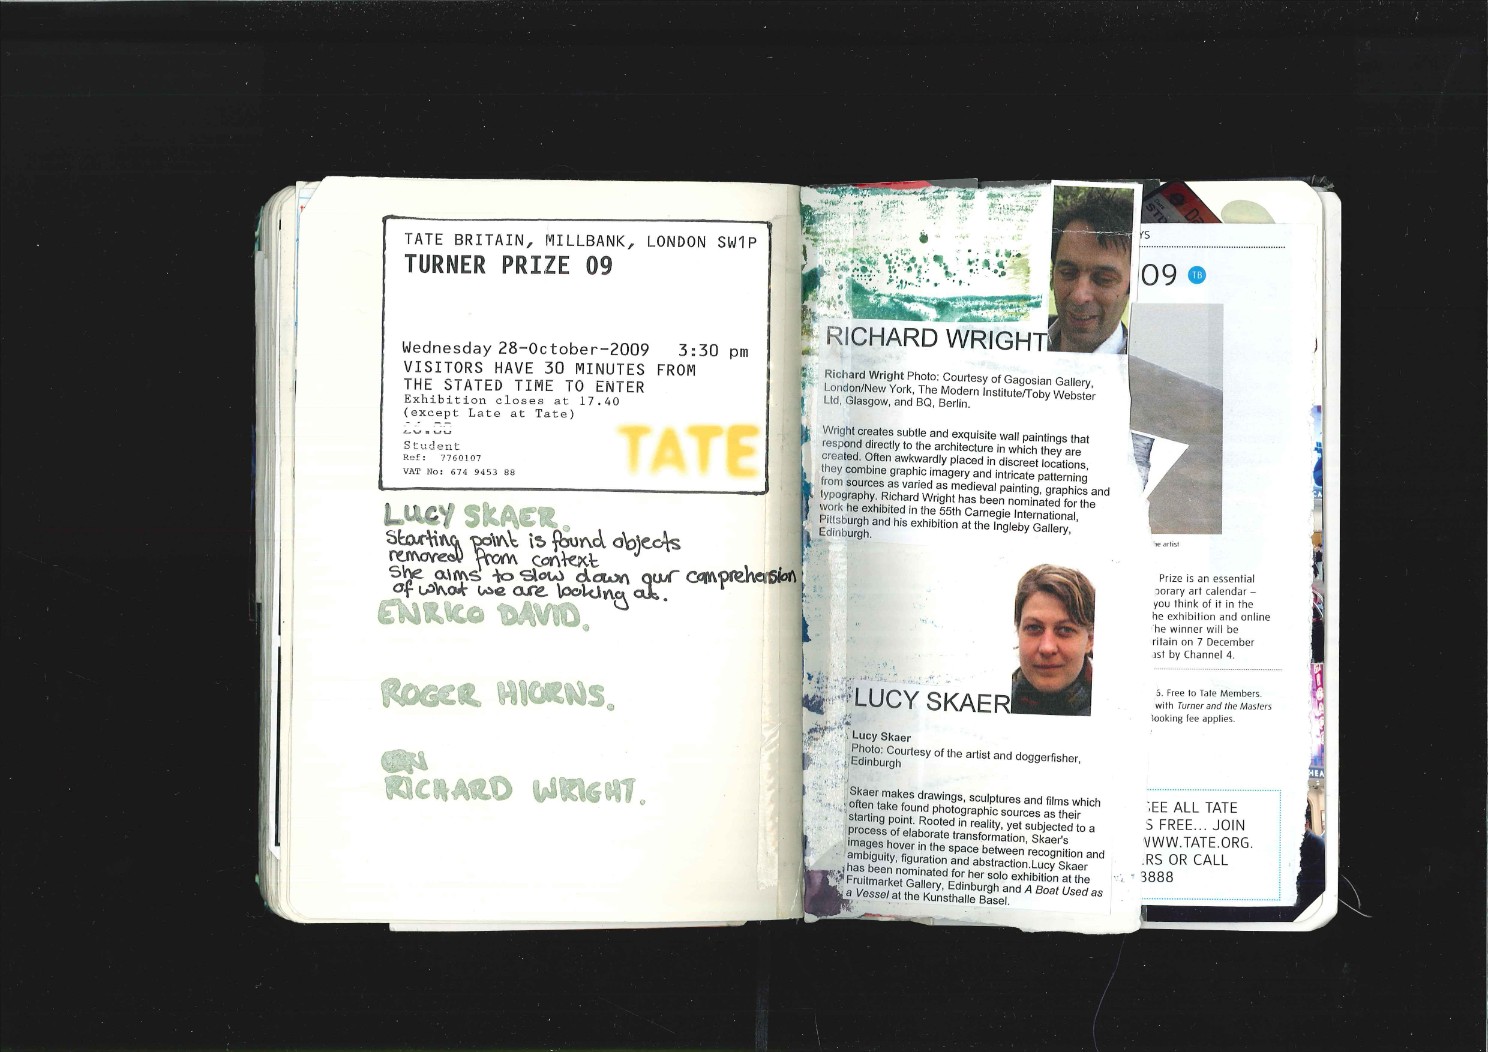 TATE BRITAIN, MILLBANK, LONDON SW1P
TURNER PRIZE 09
Wednesday 28-October-2009 3:30 pm
VISITORS HAVE 30 MINUTES FROM
THE STATED TIME TO ENTER
Exhibition closes at 17.40
(except Late at Tate)
Student
Ref: 7760107
VAT No: 674 9453 88
TATE
LUCY SKAER.
Starting point is found objects
removed from context
She aims to slow down our comprehension
of what we are looking at.
ENRICO DAVID.
ROGER HIORNS.
RICHARD WRIGHT.
RICHARD WRIGHT
Richard Wright Photo: Courtesy of Gagosian Gallery,
London/New York, The Modern Institute/Toby Webster
Ltd, Glasgow, and BQ, Berlin.
Wright creates subtle and exquisite wall paintings that
respond directly to the architecture in which they are
created. Often awkwardly placed in discreet locations,
they combine graphic imagery and intricate patterning
from sources as varied as medieval painting, graphics and
typography. Richard Wright has been nominated for the
work he exhibited in the 55th Carnegie International,
Pittsburgh and his exhibition at the Ingleby Gallery,
Edinburgh.
LUCY SKAER
Lucy Skaer
Photo: Courtesy of the artist and doggerfisher,
Edinburgh
Skaer makes drawings, sculptures and films which
often take found photographic sources as their
starting point. Rooted in reality, yet subjected to a
process of elaborate transformation, Skaer's
images hover in the space between recognition and
ambiguity, figuration and abstraction.Lucy Skaer
has been nominated for her solo exhibition at the
Fruitmarket Gallery, Edinburgh and A Boat Used as
a Vessel at the Kunsthalle Basel.
YS
09 TB
he artist
Prize is an essential
porary art calendar –
you think of it in the
he exhibition and online
he winner will be
ritain on 7 December
ast by Channel 4.
5. Free to Tate Members.
with Turner and the Masters
ooking fee applies.
SEE ALL TATE
S FREE... JOIN
WWW.TATE.ORG.
RS OR CALL
8888